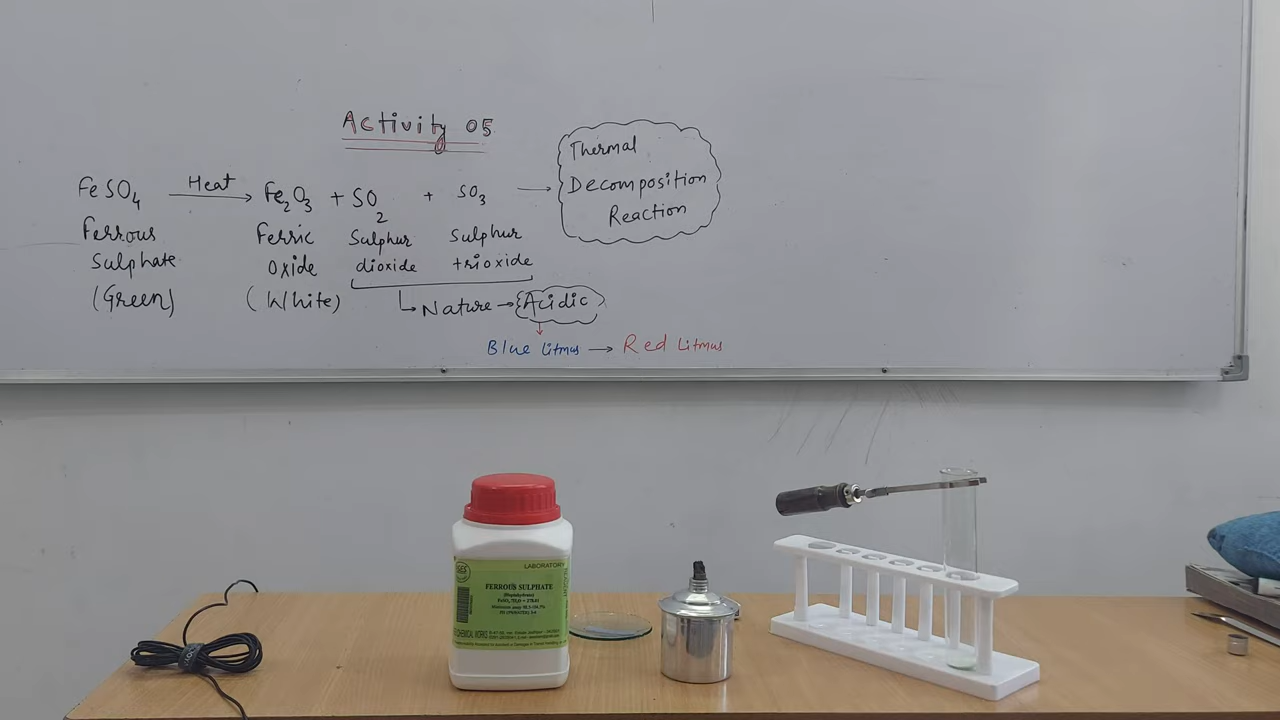 Activity 05
FeSO4 Heat Fe2O3 + SO2 + SO3
Ferrous Ferric Sulphur Sulphur
Sulphate Oxide dioxide trioxide
(Green) (White)
Nature → Acidic
Blue Litmus → Red Litmus
Thermal
Decomposition
Reaction
LABORATORY
FERROUS SULPHATE
(Heptahydrate)